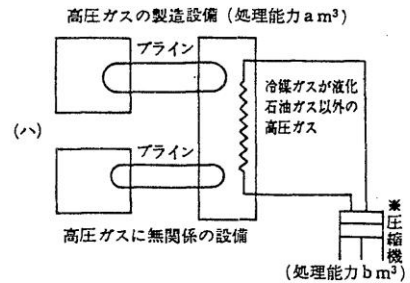 高圧ガスの製造設備（処理能力am³）
ブライン
冷媒ガスが液化
石油ガス以外の
高圧ガス
(ハ)
ブライン
高圧ガスに無関係の設備
※圧縮機
（処理能力bm³）